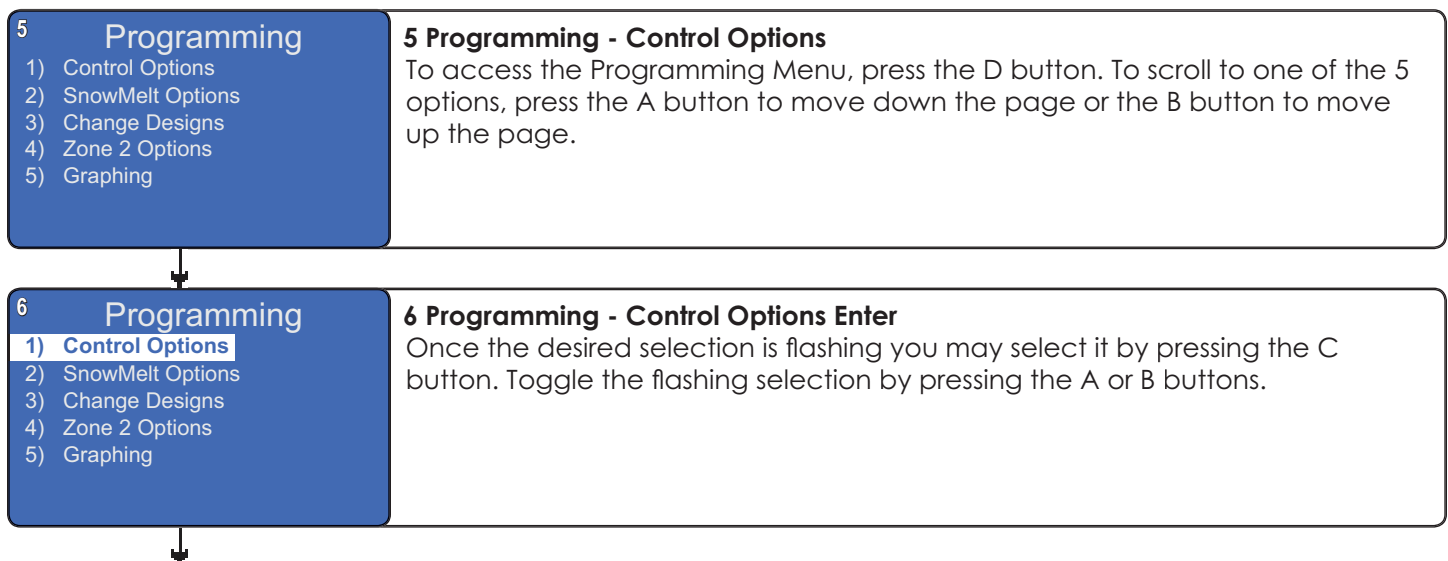 5
Programming
1) Control Options
2) SnowMelt Options
3) Change Designs
4) Zone 2 Options
5) Graphing
5 Programming - Control Options
To access the Programming Menu, press the D button. To scroll to one of the 5
options, press the A button to move down the page or the B button to move
up the page.
6
Programming
1) Control Options
2) SnowMelt Options
3) Change Designs
4) Zone 2 Options
5) Graphing
6 Programming - Control Options Enter
Once the desired selection is flashing you may select it by pressing the C
button. Toggle the flashing selection by pressing the A or B buttons.